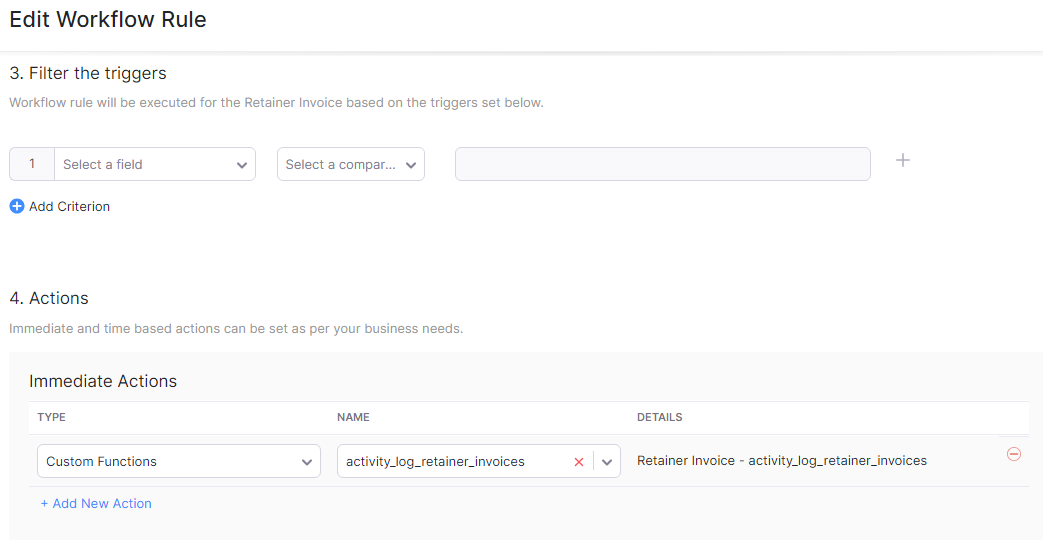 Edit Workflow Rule
3. Filter the triggers
Workflow rule will be executed for the Retainer Invoice based on the triggers set below.
1 Select a field Select a compar...
Add Criterion
4. Actions
Immediate and time based actions can be set as per your business needs.
Immediate Actions
TYPE NAME DETAILS
Custom Functions activity_log_retainer_invoices Retainer Invoice - activity_log_retainer_invoices
+ Add New Action